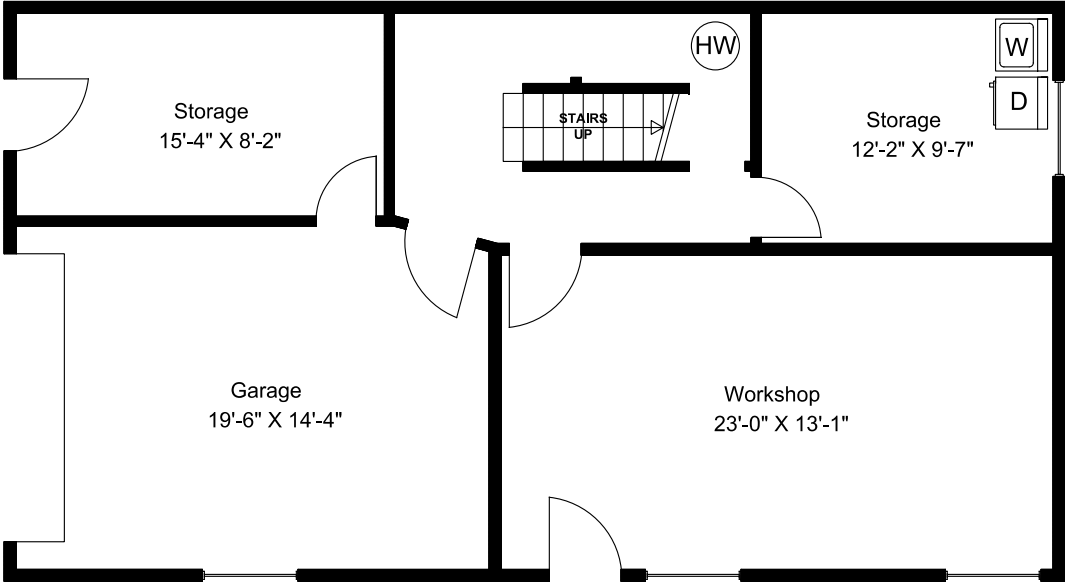 HW
W
D
Storage
15'-4" X 8'-2"
STAIRS
UP
Storage
12'-2" X 9'-7"
Garage
19'-6" X 14'-4"
Workshop
23'-0" X 13'-1"